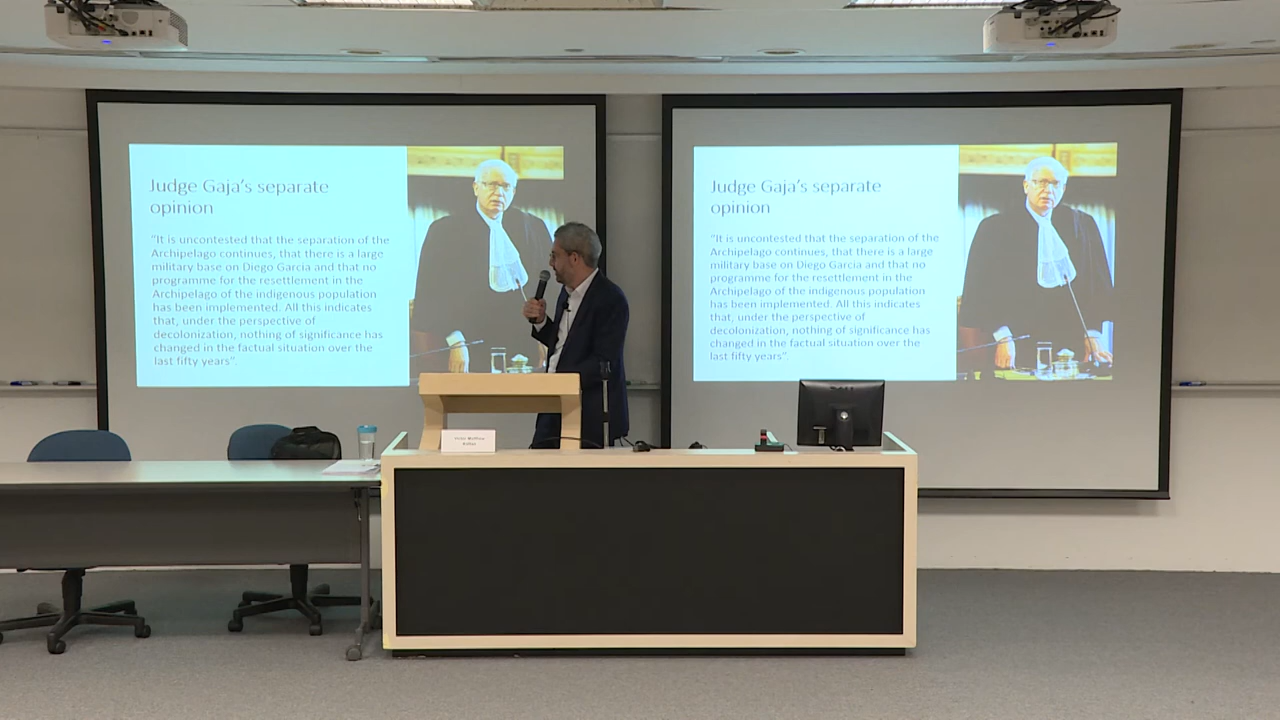 Judge Gaja's separate
opinion
"It is uncontested that the separation of the
Archipelago continues, that there is a large
military base on Diego Garcia and that no
programme for the resettlement in the
Archipelago of the indigenous population
has been implemented. All this indicates
that, under the perspective of
decolonization, nothing of significance has
changed in the factual situation over the
last fifty years".
Judge Gaja's separate
opinion
"It is uncontested that the separation of the
Archipelago continues, that there is a large
military base on Diego Garcia and that no
programme for the resettlement in the
Archipelago of the indigenous population
has been implemented. All this indicates
that, under the perspective of
decolonization, nothing of significance has
changed in the factual situation over the
last fifty years".